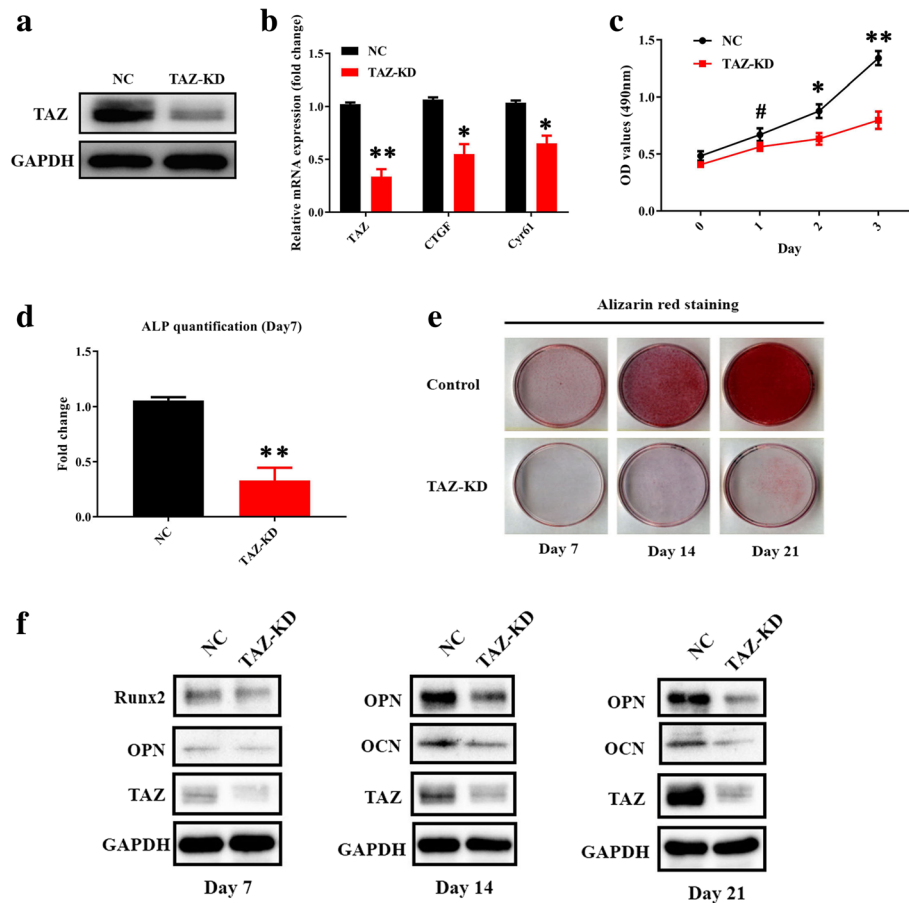 a
NC TAZ-KD
TAZ
GAPDH
b
Relative mRNA expression (fold change)
1.5
1.0
0.5
0.0
NC
TAZ-KD
** * *
TAZ CTGF Cyr61
c
OD values (490nm)
1.5
1.0
0.5
0.0
NC
TAZ-KD
# * **
0 1 2 3
Day
d
ALP quantification (Day7)
Fold change
1.5
1.0
0.5
0.0
**
NC TAZ-KD
e
Alizarin red staining
Control
TAZ-KD
Day 7 Day 14 Day 21
f
NC TAZ-KD
Runx2
OPN
TAZ
GAPDH
Day 7
NC TAZ-KD
OPN
OCN
TAZ
GAPDH
Day 14
NC TAZ-KD
OPN
OCN
TAZ
GAPDH
Day 21